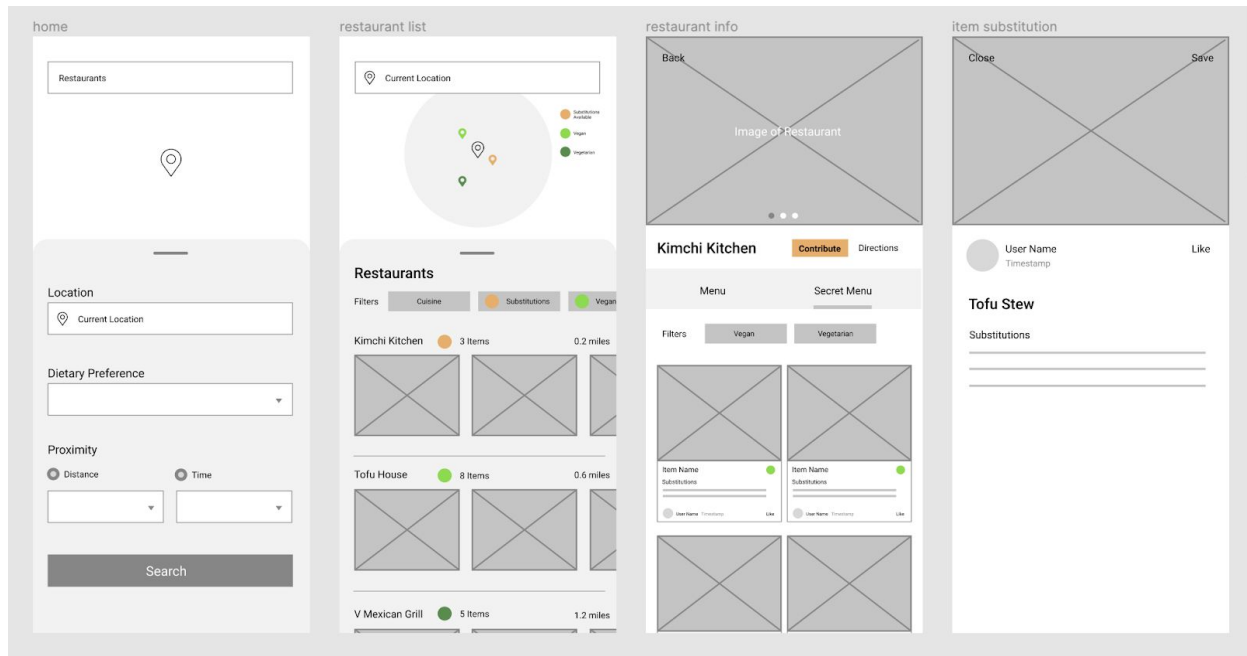 home
Restaurants
Location
Current Location
Dietary Preference
Proximity
Distance
Time
Search
restaurant list
Current Location
Substitutions
Available
Vegan
Vegetarian
Restaurants
Filters
Cuisine
Substitutions
Vegan
Kimchi Kitchen
3 Items
0.2 miles
Tofu House
8 Items
0.6 miles
V Mexican Grill
5 Items
1.2 miles
restaurant info
Back
Image of Restaurant
Kimchi Kitchen
Contribute
Directions
Menu
Secret Menu
Filters
Vegan
Vegetarian
Item Name
Substitutions
User Name Timestamp
Like
Item Name
Substitutions
User Name Timestamp
Like
item substitution
Close
Save
User Name
Timestamp
Like
Tofu Stew
Substitutions